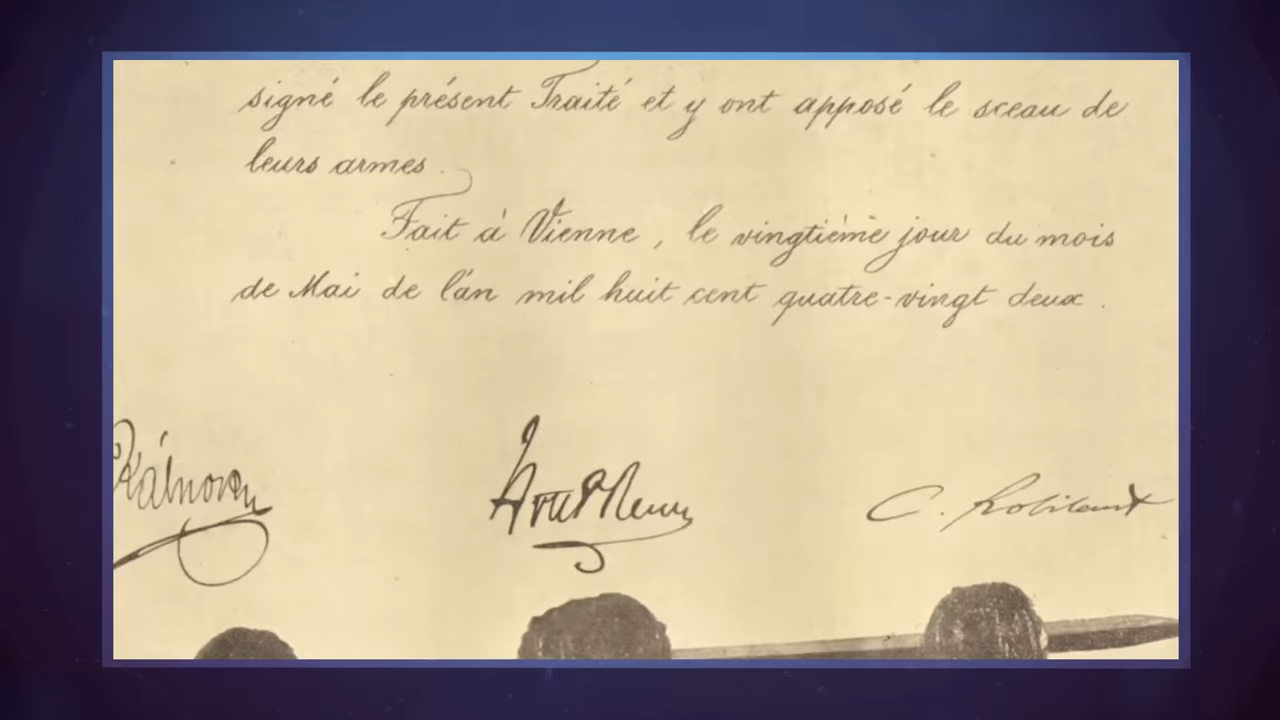 signé le présent Traité et y ont apposé le sceau de
leurs armes.
Fait à Vienne, le vingtième jour du mois
de Mai de l'an mil huit cent quatre-vingt deux.
Kálnoky
C. Robilant